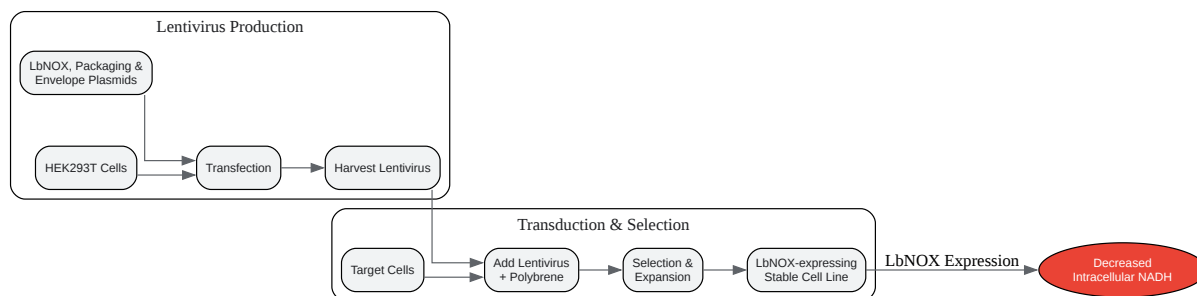 Lentivirus Production
LbNOX, Packaging &
Envelope Plasmids
HEK293T Cells
Transfection
Harvest Lentivirus
Transduction & Selection
Target Cells
Add Lentivirus
+ Polybrene
Selection &
Expansion
LbNOX-expressing
Stable Cell Line
LbNOX Expression
Decreased
Intracellular NADH